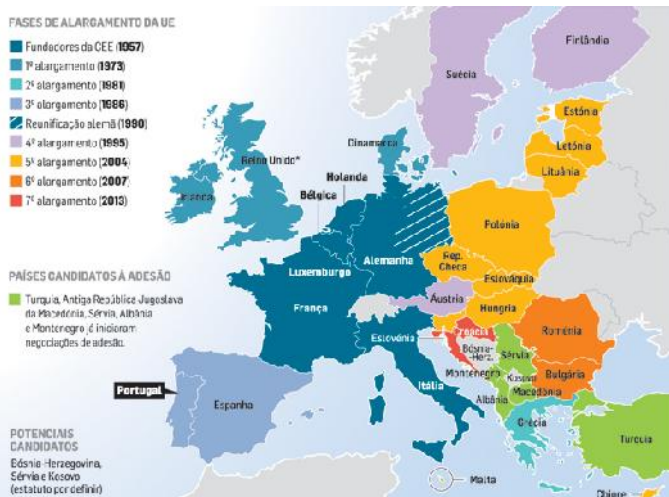 FASES DE ALARGAMENTO DA UE
Fundadores da CEE (1957)
1º alargamento (1973)
2º alargamento (1981)
3º alargamento (1986)
Reunificação alemã (1990)
4º alargamento (1995)
5º alargamento (2004)
6º alargamento (2007)
7º alargamento (2013)
PAÍSES CANDIDATOS À ADESÃO
Turquia, Antiga República Jugoslava
da Macedónia, Sérvia, Albânia
e Montenegro já iniciaram
negociações de adesão.
POTENCIAIS
CANDIDATOS
Bósnia-Herzegovina,
Sérvia e Kosovo
(estatuto por definir)
Finlândia
Suécia
Estónia
Letónia
Lituânia
Dinamarca
Reino Unido*
Irlanda
Holanda
Bélgica
Polónia
Alemanha
Rep.
Checa
Luxemburgo
Eslováquia
Áustria
Hungria
França
Eslovénia
Croácia
Roménia
Bósnia-
Herz.
Sérvia
Montenegro
Kosovo
Bulgária
Itália
Macedónia
Albânia
Portugal
Espanha
Grécia
Turquia
Malta
Chipre